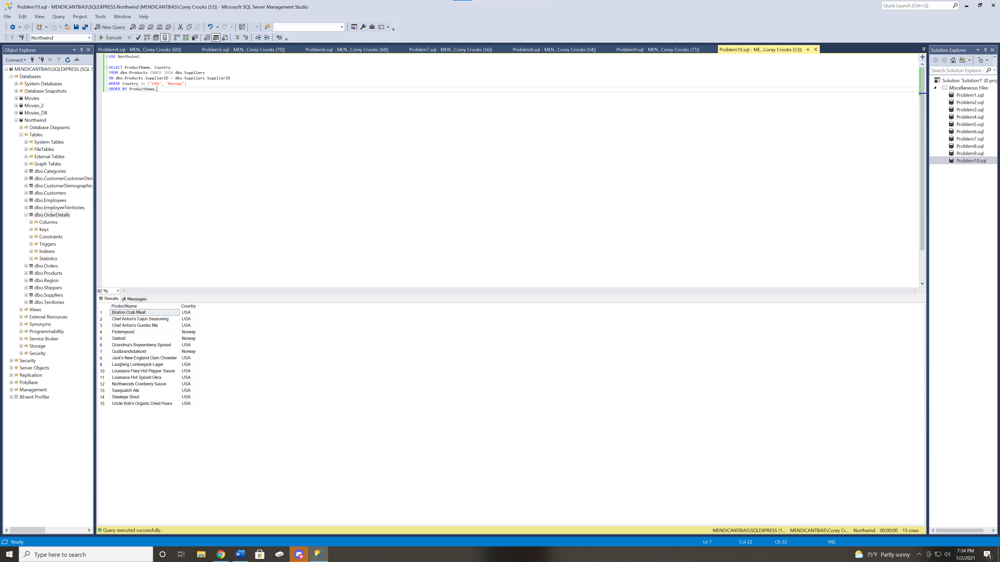 Problem10.sql - MENDICANTBIAS\SQLEXPRESS.Northwind (MENDICANTBIAS\Corey Crooks (53)) - Microsoft SQL Server Management Studio
Quick Launch (Ctrl+Q)
File Edit View Query Project Tools Window Help
New Query MDX DMX XMLA DAX
Northwind Execute
Object Explorer
Connect
MENDICANTBIAS\SQLEXPRESS (SQL S
Databases
System Databases
Database Snapshots
Movies
Movies_2
Movies_DB
Northwind
Database Diagrams
Tables
System Tables
FileTables
External Tables
Graph Tables
dbo.Categories
dbo.CustomerCustomerDem
dbo.CustomerDemographics
dbo.Customers
dbo.Employees
dbo.EmployeeTerritories
dbo.OrderDetails
Columns
Keys
Constraints
Triggers
Indexes
Statistics
dbo.Orders
dbo.Products
dbo.Region
dbo.Shippers
dbo.Suppliers
dbo.Territories
Views
External Resources
Synonyms
Programmability
Service Broker
Storage
Security
Security
Server Objects
Replication
PolyBase
Management
XEvent Profiler
Problem4.sql - MEN...Corey Crooks (60)) Problem5.sql - MEN...Corey Crooks (70)) Problem6.sql - MEN...Corey Crooks (68)) Problem7.sql - MEN...Corey Crooks (56)) Problem8.sql - MEN...Corey Crooks (54)) Problem9.sql - MEN...Corey Crooks (75)) Problem10.sql - ME...Corey Crooks (53))
USE Northwind;
SELECT ProductName, Country
FROM dbo.Products INNER JOIN dbo.Suppliers
ON dbo.Products.SupplierID = dbo.Suppliers.SupplierID
WHERE Country in ('USA', 'Norway')
ORDER BY ProductName;
82 %
Results Messages
ProductName Country
1 Boston Crab Meat USA
2 Chef Anton's Cajun Seasoning USA
3 Chef Anton's Gumbo Mix USA
4 Flotemysost Norway
5 Geitost Norway
6 Grandma's Boysenberry Spread USA
7 Gudbrandsdalsost Norway
8 Jack's New England Clam Chowder USA
9 Laughing Lumberjack Lager USA
10 Louisiana Fiery Hot Pepper Sauce USA
11 Louisiana Hot Spiced Okra USA
12 Northwoods Cranberry Sauce USA
13 Sasquatch Ale USA
14 Steeleye Stout USA
15 Uncle Bob's Organic Dried Pears USA
Query executed successfully. MENDICANTBIAS\SQLEXPRESS (1... MENDICANTBIAS\Corey Cr... Northwind 00:00:00 15 rows
Solution Explorer
Search Solution Explorer (
Solution 'Solution1' (0 proj
Miscellaneous Files
Problem1.sql
Problem2.sql
Problem3.sql
Problem4.sql
Problem5.sql
Problem6.sql
Problem7.sql
Problem8.sql
Problem9.sql
Problem10.sql
Ready Ln 7 Col 22 Ch 22 INS
Type here to search
75°F Partly sunny
7:34 PM
7/2/2021
1